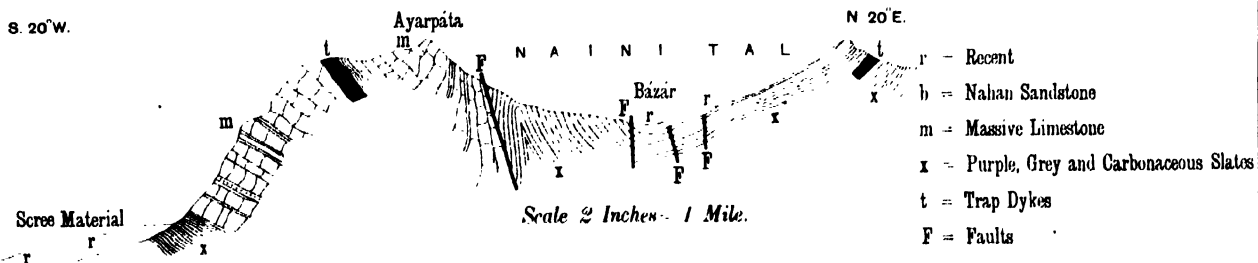 S. 20° W.
Ayarpáta
N 20° E.
N A I N I T A L
t
m
F
t
x
Bázár
F
r
r
x
m
x
F
F
Scree Material
r
r
x
Scale 2 Inches - 1 Mile.
r - Recent
b = Nahan Sandstone
m = Massive Limestone
x - Purple, Grey and Carbonaceous Slates
t = Trap Dykes
F = Faults